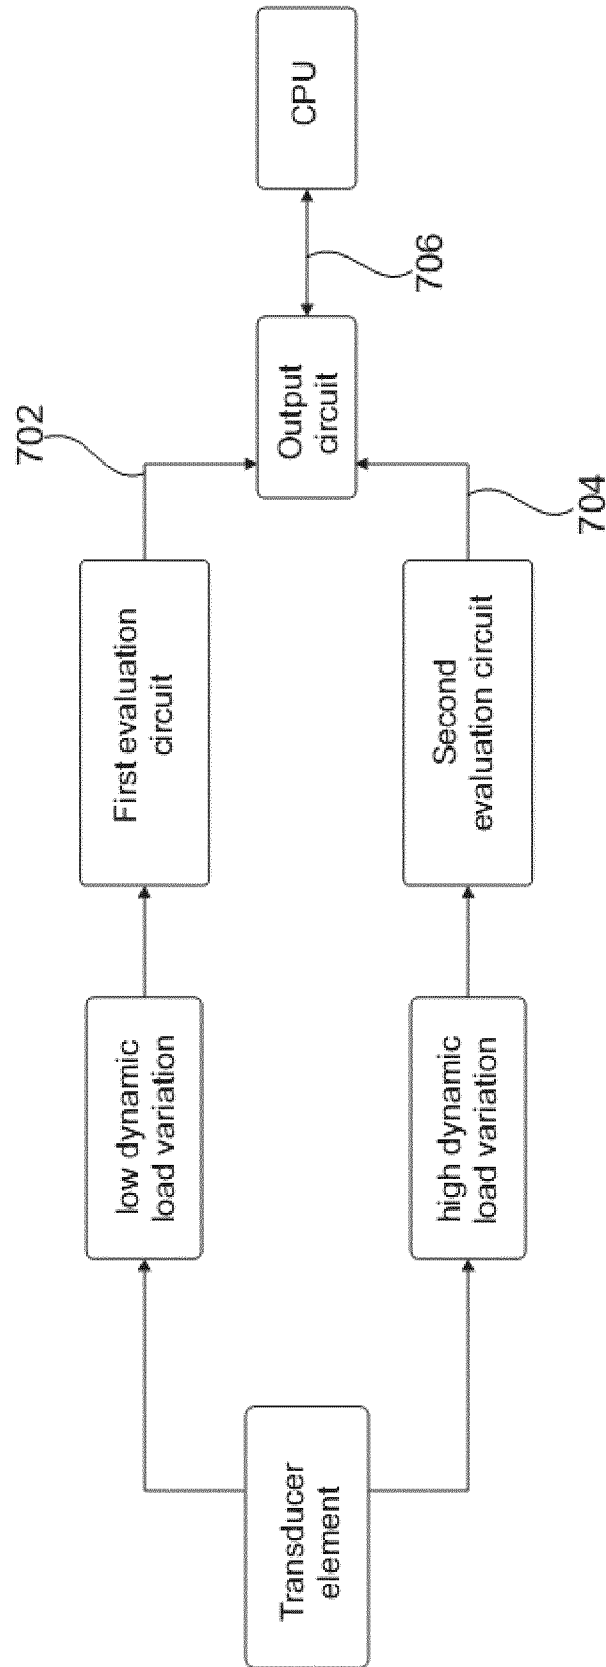 Transducer
element
low dynamic
load variation
high dynamic
load variation
First evaluation
circuit
Second
evaluation circuit
702
704
Output
circuit
706
CPU